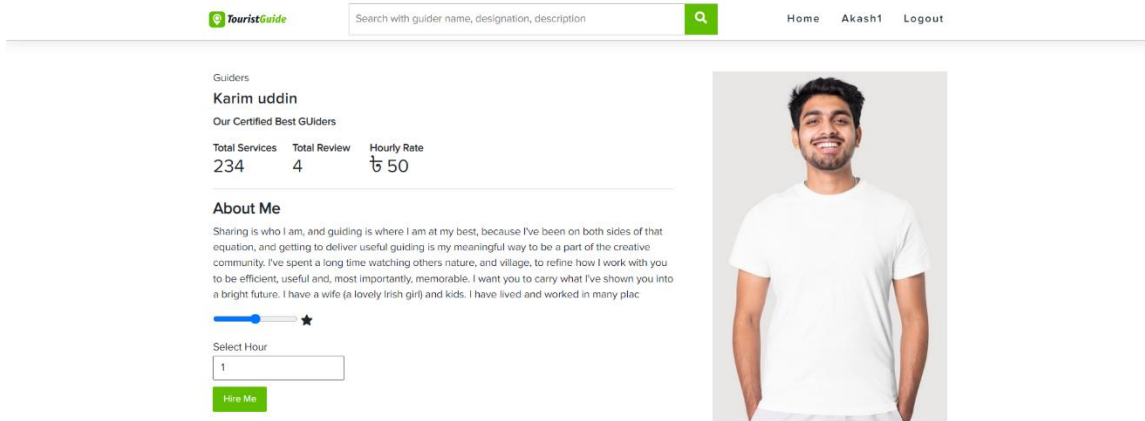 TouristGuide
Search with guider name, designation, description
Home Akash1 Logout
Guiders
Karim uddin
Our Certified Best GUiders
Total Services Total Review Hourly Rate
234 4 ৳ 50
About Me
Sharing is who I am, and guiding is where I am at my best, because I've been on both sides of that
equation, and getting to deliver useful guiding is my meaningful way to be a part of the creative
community. I've spent a long time watching others nature, and village, to refine how I work with you
to be efficient, useful and, most importantly, memorable. I want you to carry what I've shown you into
a bright future. I have a wife (a lovely Irish girl) and kids. I have lived and worked in many plac
Select Hour
1
Hire Me